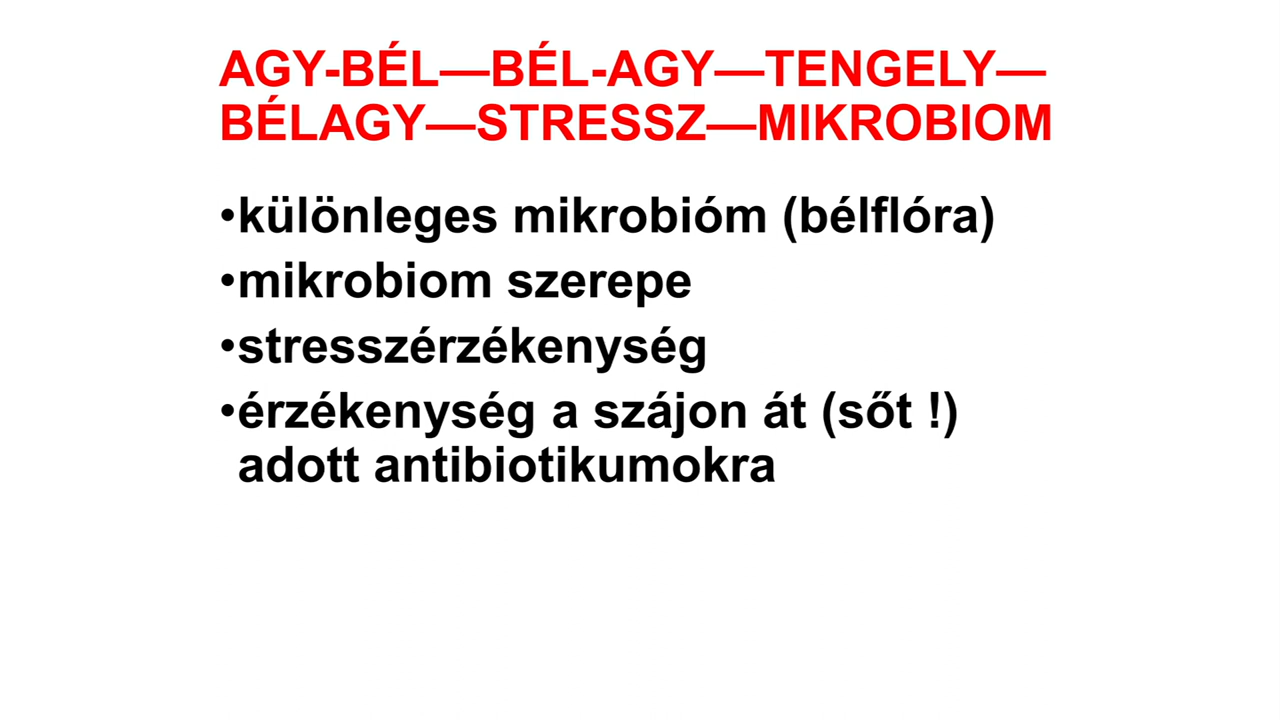 AGY-BÉL—BÉL-AGY—TENGELY—
BÉLAGY—STRESSZ—MIKROBIOM
•különleges mikrobióm (bélflóra)
•mikrobiom szerepe
•stresszérzékenység
•érzékenység a szájon át (sőt !)
adott antibiotikumokra